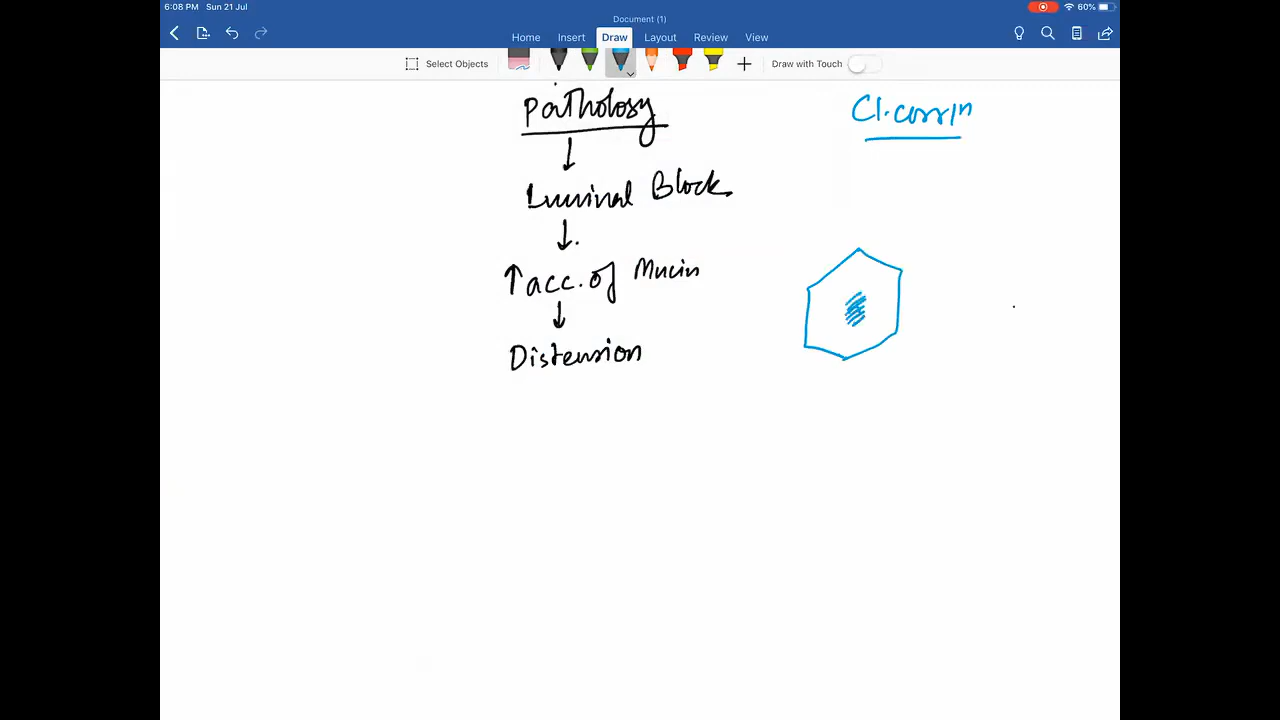 6:08 PM Sun 21 Jul
60%
Document (1)
Home Insert Draw Layout Review View
Select Objects
Draw with Touch
Pathology
↓
Luminal Block
↓
↑ acc. of Mucin
↓
Distension
Cl. corrln